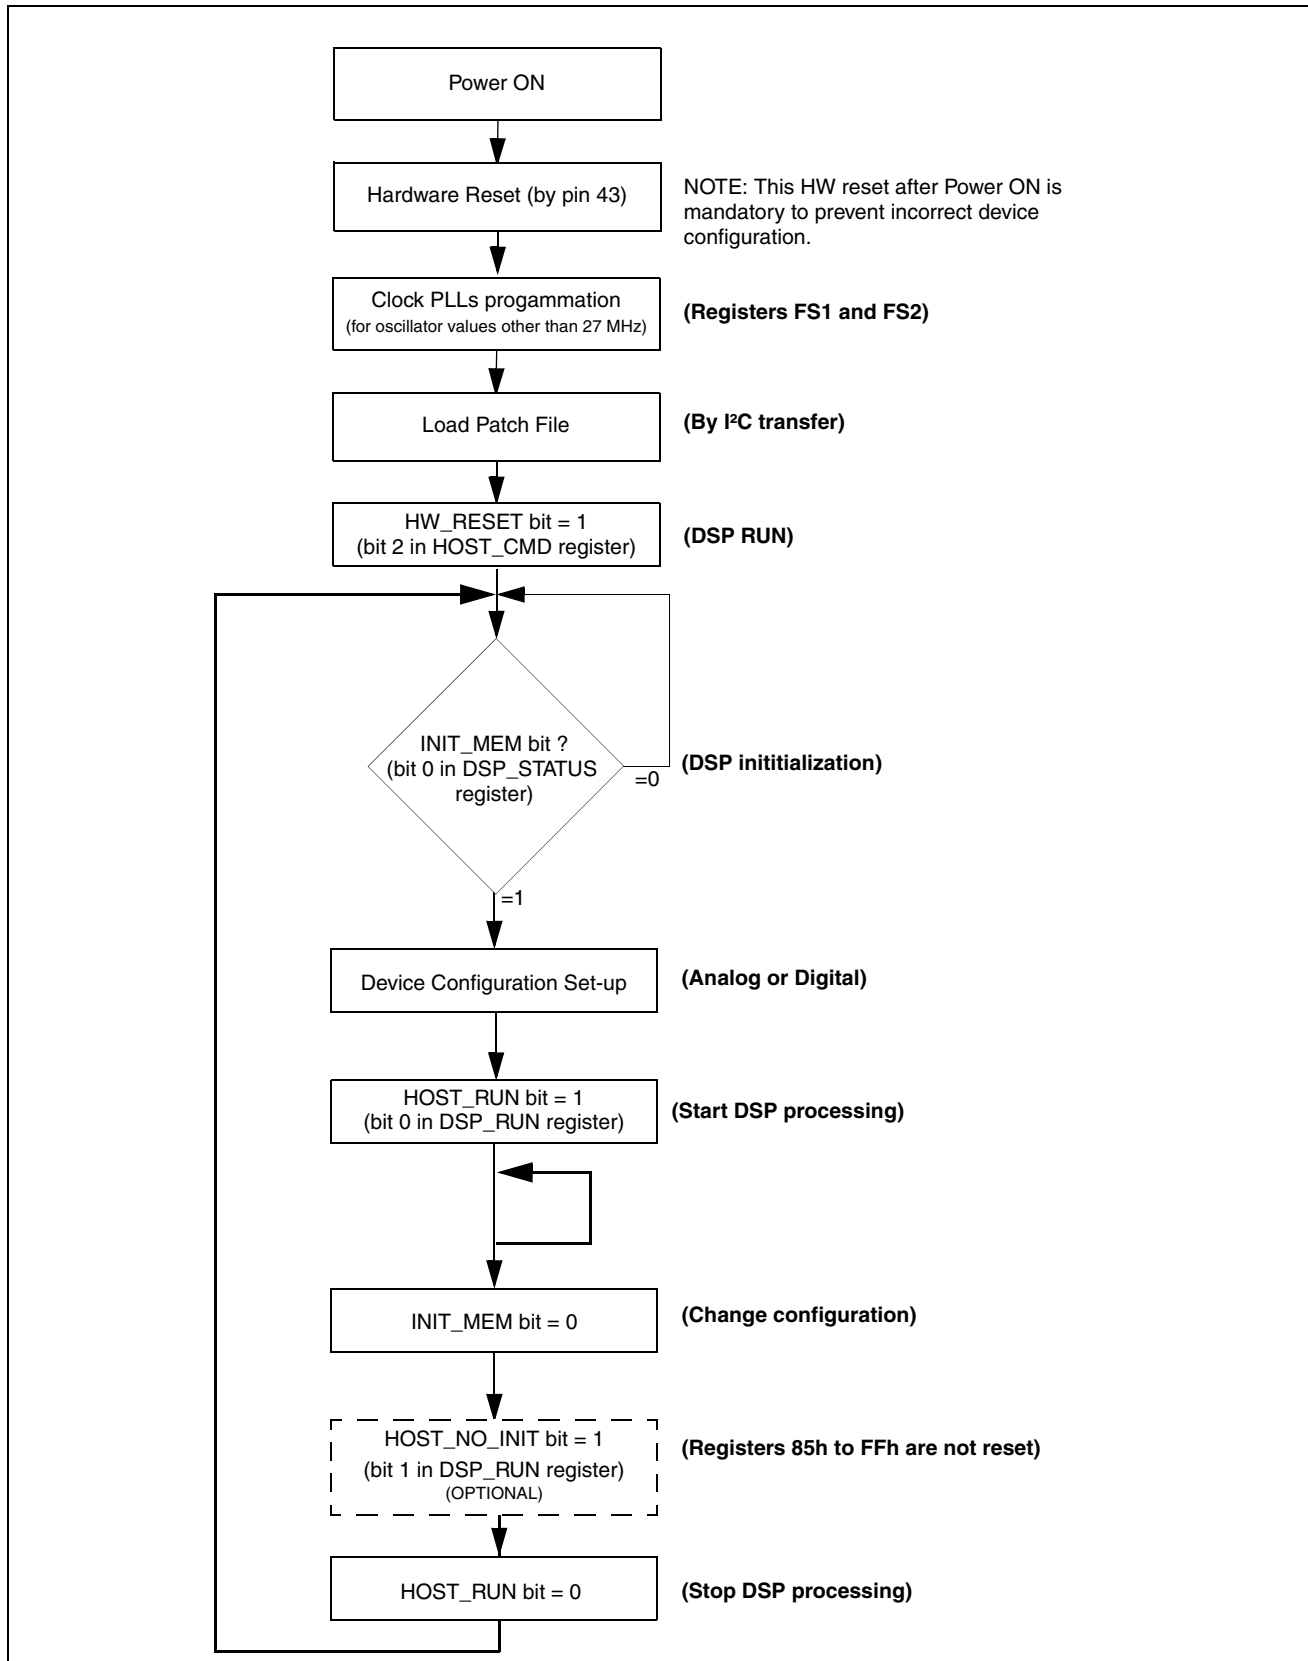 Power ON
Hardware Reset (by pin 43)
NOTE: This HW reset after Power ON is
mandatory to prevent incorrect device
configuration.
Clock PLLs progammation
(for oscillator values other than 27 MHz)
(Registers FS1 and FS2)
Load Patch File
(By I²C transfer)
HW_RESET bit = 1
(bit 2 in HOST_CMD register)
(DSP RUN)
INIT_MEM bit ?
(bit 0 in DSP_STATUS
register)
=0
(DSP inititialization)
=1
Device Configuration Set-up
(Analog or Digital)
HOST_RUN bit = 1
(bit 0 in DSP_RUN register)
(Start DSP processing)
INIT_MEM bit = 0
(Change configuration)
HOST_NO_INIT bit = 1
(bit 1 in DSP_RUN register)
(OPTIONAL)
(Registers 85h to FFh are not reset)
HOST_RUN bit = 0
(Stop DSP processing)